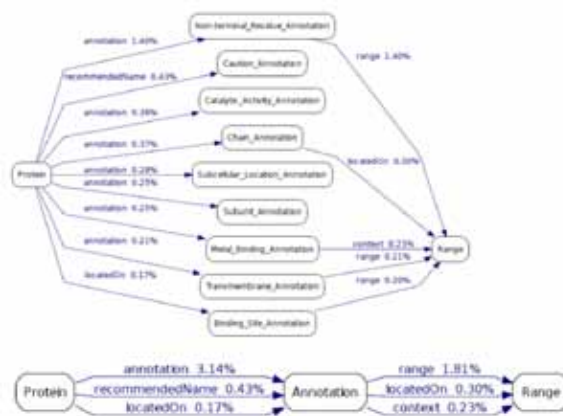 Non-terminal_Residue_Annotation
annotation 1.40%
range 1.40%
Caution_Annotation
recommendedName 0.43%
Catalytic_Activity_Annotation
annotation 0.39%
Chain_Annotation
annotation 0.37%
locatedOn 0.30%
Protein
annotation 0.28%
Subcellular_Location_Annotation
annotation 0.25%
Subunit_Annotation
annotation 0.23%
Metal_Binding_Annotation
context 0.23%
Range
annotation 0.21%
range 0.21%
Transmembrane_Annotation
locatedOn 0.17%
range 0.20%
Binding_Site_Annotation
annotation 3.14%
range 1.81%
Protein
recommendedName 0.43%
Annotation
locatedOn 0.30%
Range
locatedOn 0.17%
context 0.23%